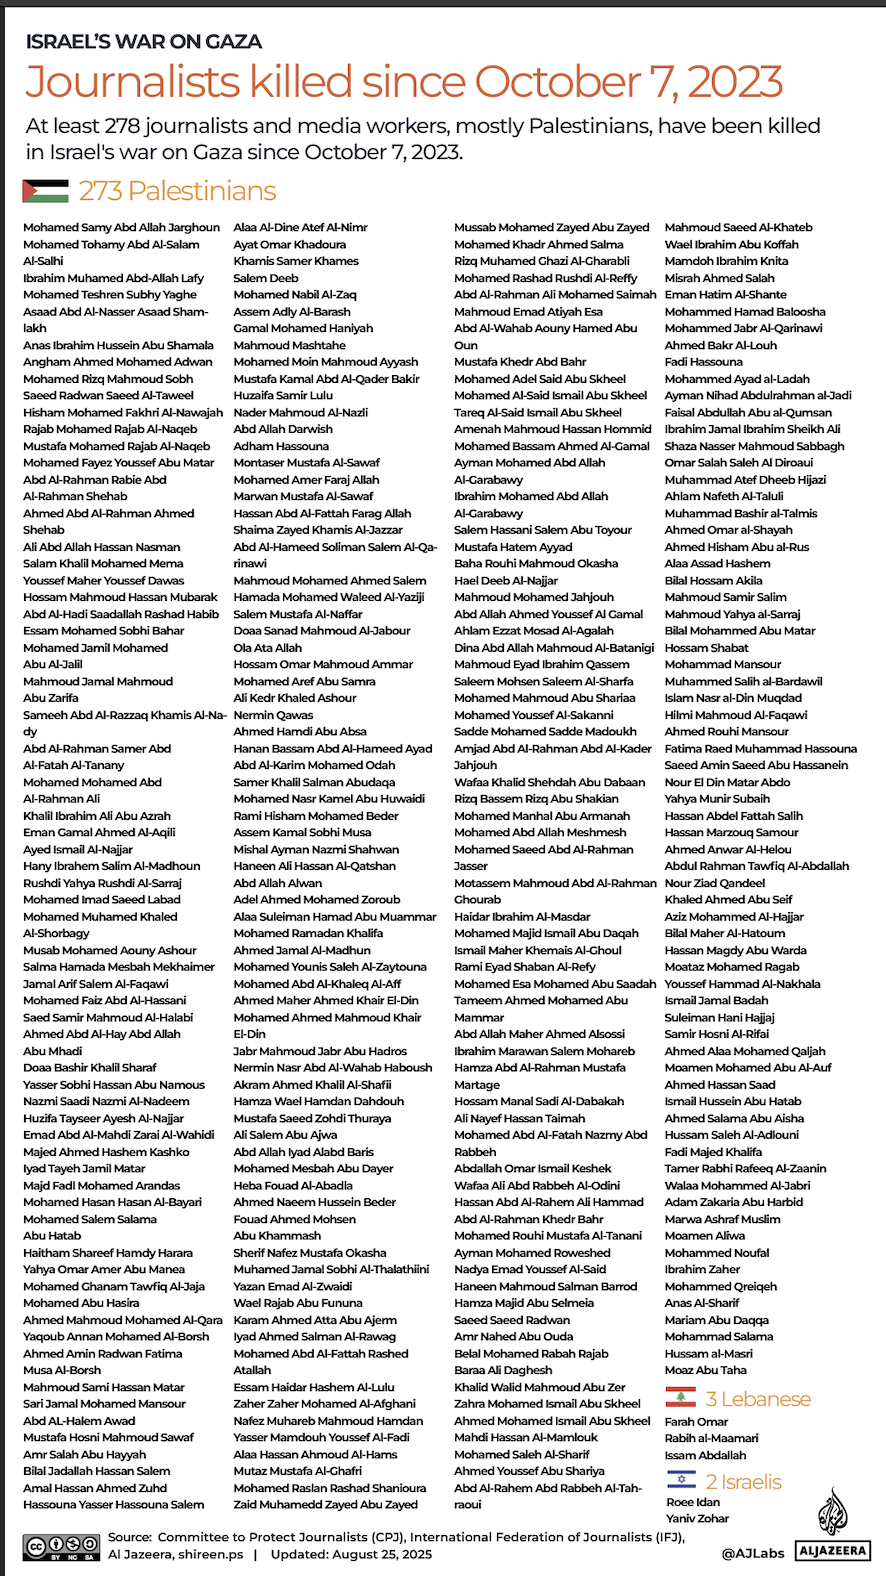 ISRAEL'S WAR ON GAZA
Journalists killed since October 7, 2023
At least 278 journalists and media workers, mostly Palestinians, have been killed
in Israel's war on Gaza since October 7, 2023.
273 Palestinians
Mohamed Samy Abd Allah Jarghoun
Mohamed Tohamy Abd Al-Salam
Al-Salhi
Ibrahim Muhamed Abd-Allah Lafy
Mohamed Teshren Subhy Yaghe
Asaad Abd Al-Nasser Asaad Sham-
lakh
Anas Ibrahim Hussein Abu Shamala
Angham Ahmed Mohamed Adwan
Mohamed Rizq Mahmoud Sobh
Saeed Radwan Saeed Al-Taweel
Hisham Mohamed Fakhri Al-Nawajah
Rajab Mohamed Rajab Al-Naqeb
Mustafa Mohamed Rajab Al-Naqeb
Mohamed Fayez Youssef Abu Matar
Abd Al-Rahman Rabie Abd
Al-Rahman Shehab
Ahmed Abd Al-Rahman Ahmed
Shehab
Ali Abd Allah Hassan Nasman
Salam Khalil Mohamed Mema
Youssef Maher Youssef Dawas
Hossam Mahmoud Hassan Mubarak
Abd Al-Hadi Saadallah Rashad Habib
Essam Mohamed Sobhi Bahar
Mohamed Jamil Mohamed
Abu Al-Jalil
Mahmoud Jamal Mahmoud
Abu Zarifa
Sameeh Abd Al-Razzaq Khamis Al-Na-
dy
Abd Al-Rahman Samer Abd
Al-Fatah Al-Tanany
Mohamed Mohamed Abd
Al-Rahman Ali
Khalil Ibrahim Ali Abu Azrah
Eman Gamal Ahmed Al-Aqili
Ayed Ismail Al-Najjar
Hany Ibrahem Salim Al-Madhoun
Rushdi Yahya Rushdi Al-Sarraj
Mohamed Imad Saeed Labad
Mohamed Muhamed Khaled
Al-Shorbagy
Musab Mohamed Aouny Ashour
Salma Hamada Mesbah Mekhaimer
Jamal Arif Salem Al-Faqawi
Mohamed Faiz Abd Al-Hassani
Saed Samir Mahmoud Al-Halabi
Ahmed Abd Al-Hay Abd Allah
Abu Mhadi
Doaa Bashir Khalil Sharaf
Yasser Sobhi Hassan Abu Namous
Nazmi Saadi Nazmi Al-Nadeem
Huzifa Tayseer Ayesh Al-Najjar
Emad Abd Al-Mahdi Zarai Al-Wahidi
Majed Ahmed Hashem Kashko
Iyad Tayeh Jamil Matar
Majd Fadl Mohamed Arandas
Mohamed Hasan Hasan Al-Bayari
Mohamed Salem Salama
Abu Hatab
Haitham Shareef Hamdy Harara
Yahya Omar Amer Abu Manea
Mohamed Ghanam Tawfiq Al-Jaja
Mohamed Abu Hasira
Ahmed Mahmoud Mohamed Al-Qara
Yaqoub Annan Mohamed Al-Borsh
Ahmed Amin Radwan Fatima
Musa Al-Borsh
Mahmoud Sami Hassan Matar
Sari Jamal Mohamed Mansour
Abd AL-Halem Awad
Mustafa Hosni Mahmoud Sawaf
Amr Salah Abu Hayyah
Bilal Jadallah Hassan Salem
Amal Hassan Ahmed Zuhd
Hassouna Yasser Hassouna Salem
Alaa Al-Dine Atef Al-Nimr
Ayat Omar Khadoura
Khamis Samer Khames
Salem Deeb
Mohamed Nabil Al-Zaq
Assem Adly Al-Barash
Gamal Mohamed Haniyah
Mahmoud Mashtahe
Mohamed Moin Mahmoud Ayyash
Mustafa Kamal Abd Al-Qader Bakir
Huzaifa Samir Lulu
Nader Mahmoud Al-Nazli
Abd Allah Darwish
Adham Hassouna
Montaser Mustafa Al-Sawaf
Mohamed Amer Faraj Allah
Marwan Mustafa Al-Sawaf
Hassan Abd Al-Fattah Farag Allah
Shaima Zayed Khamis Al-Jazzar
Abd Al-Hameed Soliman Salem Al-Qa-
rinawi
Mahmoud Mohamed Ahmed Salem
Hamada Mohamed Waleed Al-Yaziji
Salem Mustafa Al-Naffar
Doaa Sanad Mahmoud Al-Jabour
Ola Ata Allah
Hossam Omar Mahmoud Ammar
Mohamed Aref Abu Samra
Ali Kedr Khaled Ashour
Nermin Qawas
Ahmed Hamdi Abu Absa
Hanan Bassam Abd Al-Hameed Ayad
Abd Al-Karim Mohamed Odah
Samer Khalil Salman Abudaqa
Mohamed Nasr Kamel Abu Huwaidi
Rami Hisham Mohamed Beder
Assem Kamal Sobhi Musa
Mishal Ayman Nazmi Shahwan
Haneen Ali Hassan Al-Qatshan
Abd Allah Alwan
Adel Ahmed Mohamed Zoroub
Alaa Suleiman Hamad Abu Muammar
Mohamed Ramadan Khalifa
Ahmed Jamal Al-Madhun
Mohamed Younis Saleh Al-Zaytouna
Mohamed Abd Al-Khaleq Al-Aff
Ahmed Maher Ahmed Khair El-Din
Mohamed Ahmed Mahmoud Khair
El-Din
Jabr Mahmoud Jabr Abu Hadros
Nermin Nasr Abd Al-Wahab Haboush
Akram Ahmed Khalil Al-Shafii
Hamza Wael Hamdan Dahdouh
Mustafa Saeed Zohdi Thuraya
Ali Salem Abu Ajwa
Abd Allah Iyad Alabd Baris
Mohamed Mesbah Abu Dayer
Heba Fouad Al-Abadla
Ahmed Naeem Hussein Beder
Fouad Ahmed Mohsen
Abu Khammash
Sherif Nafez Mustafa Okasha
Muhamed Jamal Sobhi Al-Thalathiini
Yazan Emad Al-Zwaidi
Wael Rajab Abu Fununa
Karam Ahmed Atta Abu Ajerm
Iyad Ahmed Salman Al-Rawag
Mohamed Abd Al-Fattah Rashed
Atallah
Essam Haidar Hashem Al-Lulu
Zaher Zaher Mohamed Al-Afghani
Nafez Muhareb Mahmoud Hamdan
Yasser Mamdouh Youssef Al-Fadi
Alaa Hassan Ahmoud Al-Hams
Mutaz Mustafa Al-Ghafri
Mohamed Raslan Rashad Shanioura
Zaid Muhamedd Zayed Abu Zayed
Mussab Mohamed Zayed Abu Zayed
Mohamed Khadr Ahmed Salma
Rizq Muhamed Ghazi Al-Gharabli
Mohamed Rashad Rushdi Al-Reffy
Abd Al-Rahman Ali Mohamed Saimah
Mahmoud Emad Atiyah Esa
Abd Al-Wahab Aouny Hamed Abu
Oun
Mustafa Khedr Abd Bahr
Mohamed Adel Said Abu Skheel
Mohamed Al-Said Ismail Abu Skheel
Tareq Al-Said Ismail Abu Skheel
Amenah Mahmoud Hassan Hommid
Mohamed Bassam Ahmed Al-Gamal
Ayman Mohamed Abd Allah
Al-Garabawy
Ibrahim Mohamed Abd Allah
Al-Garabawy
Salem Hassani Salem Abu Toyour
Mustafa Hatem Ayyad
Baha Rouhi Mahmoud Okasha
Hael Deeb Al-Najjar
Mahmoud Mohamed Jahjouh
Abd Allah Ahmed Youssef Al Gamal
Ahlam Ezzat Mosad Al-Agalah
Dina Abd Allah Mahmoud Al-Batanigi
Mahmoud Eyad Ibrahim Qassem
Saleem Mohsen Saleem Al-Sharfa
Mohamed Mahmoud Abu Shariaa
Mohamed Youssef Al-Sakanni
Sadde Mohamed Sadde Madoukh
Amjad Abd Al-Rahman Abd Al-Kader
Jahjouh
Wafaa Khalid Shehdah Abu Dabaan
Rizq Bassem Rizq Abu Shakian
Mohamed Manhal Abu Armanah
Mohamed Abd Allah Meshmesh
Mohamed Saeed Abd Al-Rahman
Jasser
Motassem Mahmoud Abd Al-Rahman
Ghourab
Haidar Ibrahim Al-Masdar
Mohamed Majid Ismail Abu Daqah
Ismail Maher Khemais Al-Ghoul
Rami Eyad Shaban Al-Refy
Mohamed Esa Mohamed Abu Saadah
Tameem Ahmed Mohamed Abu
Mammar
Abd Allah Maher Ahmed Alsossi
Ibrahim Marawan Salem Mohareb
Hamza Abd Al-Rahman Mustafa
Martage
Hossam Manal Sadi Al-Dabakah
Ali Nayef Hassan Taimah
Mohamed Abd Al-Fatah Nazmy Abd
Rabbeh
Abdallah Omar Ismail Keshek
Wafaa Ali Abd Rabbeh Al-Odini
Hassan Abd Al-Rahem Ali Hammad
Abd Al-Rahman Khedr Bahr
Mohamed Rouhi Mustafa Al-Tanani
Ayman Mohamed Roweshed
Nadya Emad Youssef Al-Said
Haneen Mahmoud Salman Barrod
Hamza Majid Abu Selmeia
Saeed Saeed Radwan
Amr Nahed Abu Ouda
Belal Mohamed Rabah Rajab
Baraa Ali Daghesh
Khalid Walid Mahmoud Abu Zer
Zahra Mohamed Ismail Abu Skheel
Ahmed Mohamed Ismail Abu Skheel
Mahdi Hassan Al-Mamlouk
Mohamed Saleh Al-Sharif
Ahmed Youssef Abu Shariya
Abd Al-Rahem Abd Rabbeh Al-Tah-
raoui
Mahmoud Saeed Al-Khateb
Wael Ibrahim Abu Koffah
Mamdoh Ibrahim Knita
Misrah Ahmed Salah
Eman Hatim Al-Shante
Mohammed Hamad Baloosha
Mohammed Jabr Al-Qarinawi
Ahmed Bakr Al-Louh
Fadi Hassouna
Mohammed Ayad al-Ladah
Ayman Nihad Abdulrahman al-Jadi
Faisal Abdullah Abu al-Qumsan
Ibrahim Jamal Ibrahim Sheikh Ali
Shaza Nasser Mahmoud Sabbagh
Omar Salah Saleh Al Diroaui
Muhammad Atef Dheeb Hijazi
Ahlam Nafeth Al-Taluli
Muhammad Bashir al-Talmis
Ahmed Omar al-Shayah
Ahmed Hisham Abu al-Rus
Alaa Assad Hashem
Bilal Hossam Akila
Mahmoud Samir Salim
Mahmoud Yahya al-Sarraj
Bilal Mohammed Abu Matar
Hossam Shabat
Mohammad Mansour
Muhammed Salih al-Bardawil
Islam Nasr al-Din Muqdad
Hilmi Mahmoud Al-Faqawi
Ahmed Rouhi Mansour
Fatima Raed Muhammad Hassouna
Saeed Amin Saeed Abu Hassanein
Nour El Din Matar Abdo
Yahya Munir Subaih
Hassan Abdel Fattah Salih
Hassan Marzouq Samour
Ahmed Anwar Al-Helou
Abdul Rahman Tawfiq Al-Abdallah
Nour Ziad Qandeel
Khaled Ahmed Abu Seif
Aziz Mohammed Al-Hajjar
Bilal Maher Al-Hatoum
Hassan Magdy Abu Warda
Moataz Mohamed Ragab
Youssef Hammad Al-Nakhala
Ismail Jamal Badah
Suleiman Hani Hajjaj
Samir Hosni Al-Rifai
Ahmed Alaa Mohamed Qaljah
Moamen Mohamed Abu Al-Auf
Ahmed Hassan Saad
Ismail Hussein Abu Hatab
Ahmed Salama Abu Aisha
Hussam Saleh Al-Adlouni
Fadi Majed Khalifa
Tamer Rabhi Rafeeq Al-Zaanin
Walaa Mohammed Al-Jabri
Adam Zakaria Abu Harbid
Marwa Ashraf Muslim
Moamen Aliwa
Mohammed Noufal
Ibrahim Zaher
Mohammed Qreiqeh
Anas Al-Sharif
Mariam Abu Daqqa
Mohammad Salama
Hussam al-Masri
Moaz Abu Taha
3 Lebanese
Farah Omar
Rabih al-Maamari
Issam Abdallah
2 Israelis
Roee Idan
Yaniv Zohar
CC BY NC SA
Source: Committee to Protect Journalists (CPJ), International Federation of Journalists (IFJ),
Al Jazeera, shireen.ps | Updated: August 25, 2025
@AJLabs
ALJAZEERA